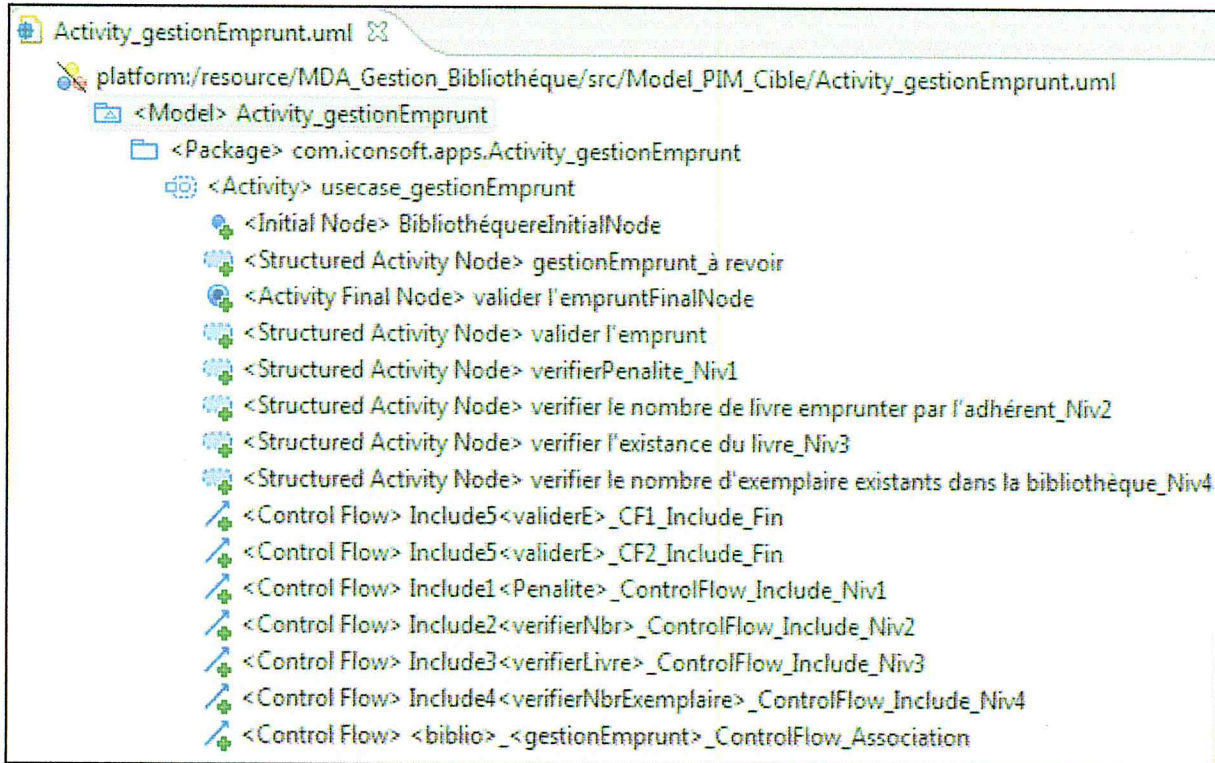 Activity_gestionEmprunt.uml
platform:/resource/MDA_Gestion_Bibliothéque/src/Model_PIM_Cible/Activity_gestionEmprunt.uml
<Model> Activity_gestionEmprunt
<Package> com.iconsoft.apps.Activity_gestionEmprunt
<Activity> usecase_gestionEmprunt
<Initial Node> BibliothéquereInitialNode
<Structured Activity Node> gestionEmprunt_à revoir
<Activity Final Node> valider l'empruntFinalNode
<Structured Activity Node> valider l'emprunt
<Structured Activity Node> verifierPenalite_Niv1
<Structured Activity Node> verifier le nombre de livre emprunter par l'adhérent_Niv2
<Structured Activity Node> verifier l'existance du livre_Niv3
<Structured Activity Node> verifier le nombre d'exemplaire existants dans la bibliothèque_Niv4
<Control Flow> Include5<validerE>_CF1_Include_Fin
<Control Flow> Include5<validerE>_CF2_Include_Fin
<Control Flow> Include1<Penalite>_ControlFlow_Include_Niv1
<Control Flow> Include2<verifierNbr>_ControlFlow_Include_Niv2
<Control Flow> Include3<verifierLivre>_ControlFlow_Include_Niv3
<Control Flow> Include4<verifierNbrExemplaire>_ControlFlow_Include_Niv4
<Control Flow> <biblio>_<gestionEmprunt>_ControlFlow_Association